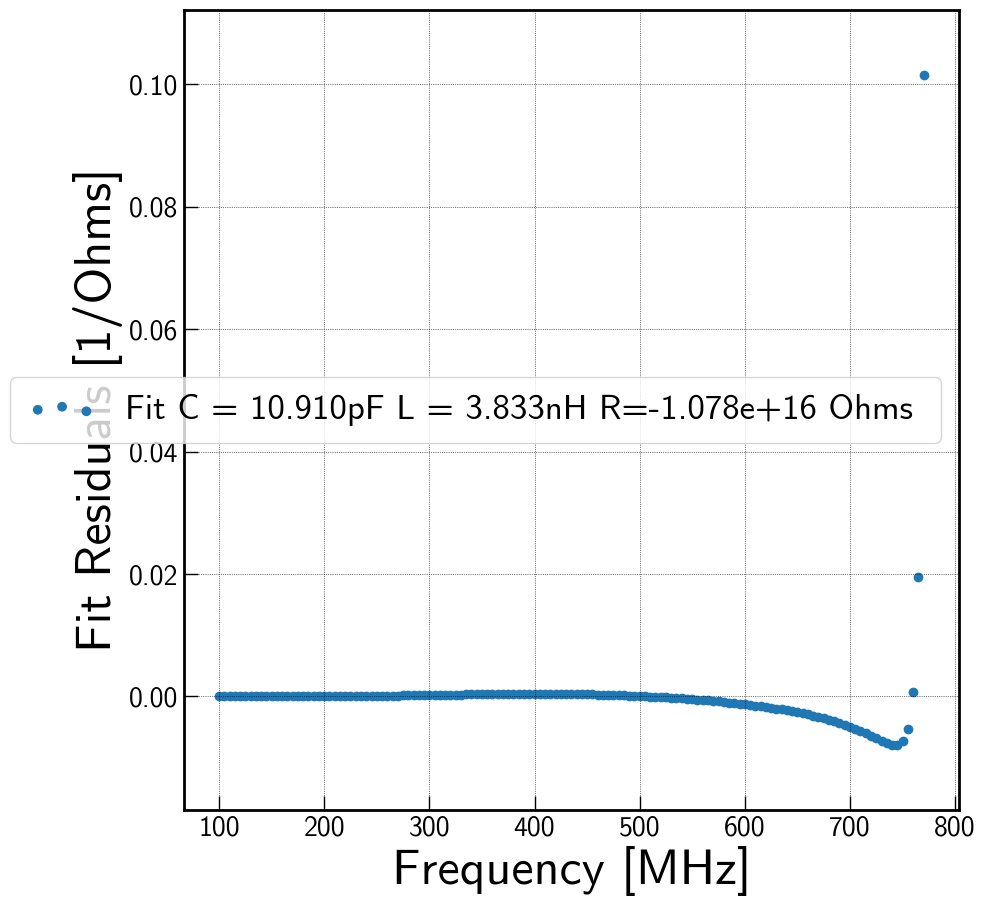 0.10
0.08
0.06
0.04
0.02
0.00
Fit Residuals [1/Ohms]
Fit C = 10.910pF L = 3.833nH R=-1.078e+16 Ohms
100 200 300 400 500 600 700 800
Frequency [MHz]